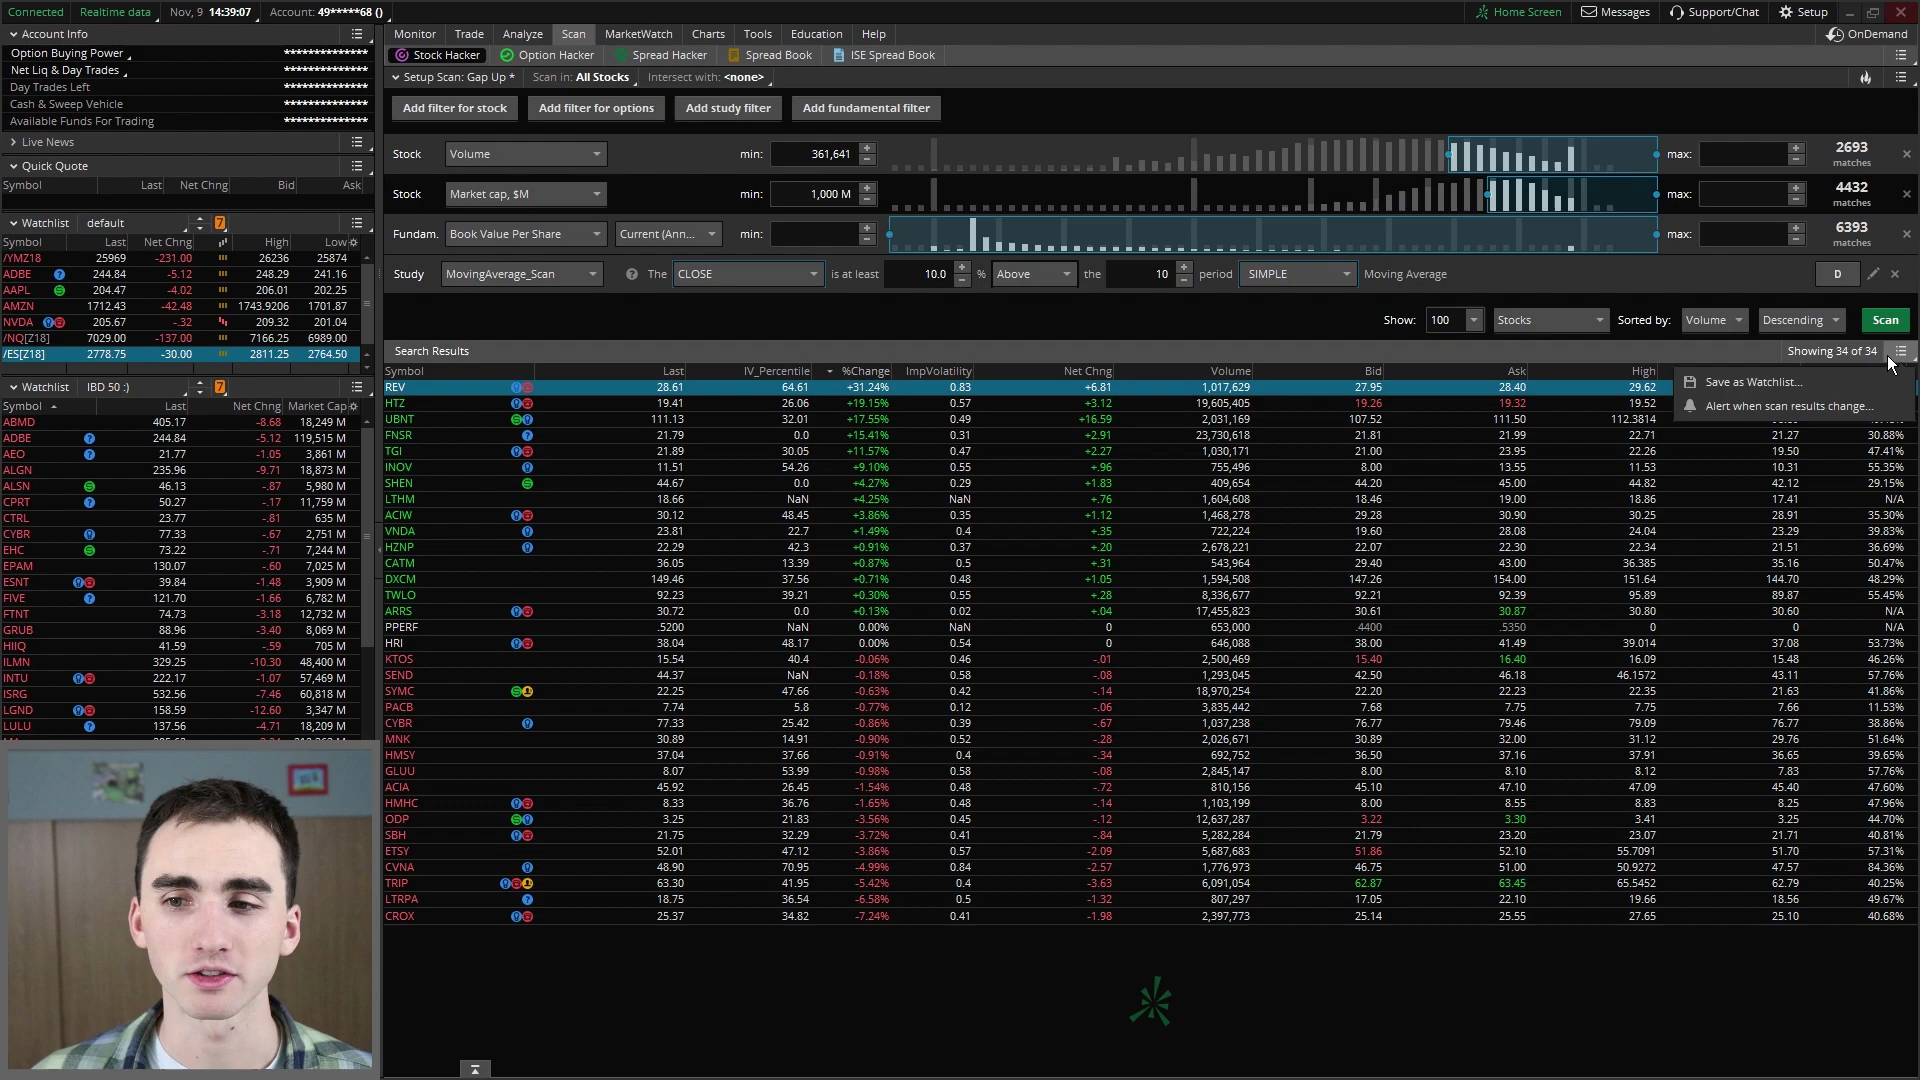 Connected Realtime data Nov, 9 14:39:07 Account: 49*****68 () Home Screen Messages Support/Chat Setup
Account Info
Option Buying Power **************
Net Liq & Day Trades **************
Day Trades Left **************
Cash & Sweep Vehicle **************
Available Funds For Trading **************
Live News
Quick Quote
Symbol Last Net Chng Bid Ask
Watchlist default 7
Symbol Last Net Chng High Low
/YMZ18 25969 -231.00 26236 25874
ADBE 244.84 -5.12 248.29 241.16
AAPL 204.47 -4.02 206.01 202.25
AMZN 1712.43 -42.48 1743.9206 1701.87
NVDA 205.67 -.32 209.32 201.04
/NQ[Z18] 7029.00 -137.00 7166.25 6989.00
/ES[Z18] 2778.75 -30.00 2811.25 2764.50
Watchlist IBD 50 :) 7
Symbol Last Net Chng Market Cap
ABMD 405.17 -8.68 18,249 M
ADBE 244.84 -5.12 119,515 M
AEO 21.77 -1.05 3,861 M
ALGN 235.96 -9.71 18,873 M
ALSN 46.13 -.87 5,980 M
CPRT 50.27 -.17 11,759 M
CTRL 23.77 -.81 635 M
CYBR 77.33 -.67 2,751 M
EHC 73.22 -.71 7,244 M
EPAM 130.07 -.60 7,025 M
ESNT 39.84 -1.48 3,909 M
FIVE 121.70 -1.66 6,782 M
FTNT 74.73 -3.18 12,732 M
GRUB 88.96 -3.40 8,069 M
HIIQ 41.59 -.59 705 M
ILMN 329.25 -10.30 48,400 M
INTU 222.17 -1.07 57,469 M
ISRG 532.56 -7.46 60,818 M
LGND 158.59 -12.60 3,347 M
LULU 137.56 -4.71 18,209 M
Monitor Trade Analyze Scan MarketWatch Charts Tools Education Help OnDemand
Stock Hacker Option Hacker Spread Hacker Spread Book ISE Spread Book
Setup Scan: Gap Up * Scan in: All Stocks Intersect with: <none>
Add filter for stock Add filter for options Add study filter Add fundamental filter
Stock Volume min: 361,641 max: 2693 matches
Stock Market cap, $M min: 1,000 M max: 4432 matches
Fundam. Book Value Per Share Current (Ann... min: max: 6393 matches
Study MovingAverage_Scan ? The CLOSE is at least 10.0 % Above the 10 period SIMPLE Moving Average D
Show: 100 Stocks Sorted by: Volume Descending Scan
Search Results Showing 34 of 34
Symbol Last IV_Percentile %Change ImpVolatility Net Chng Volume Bid Ask High
Save as Watchlist...
Alert when scan results change...
REV 28.61 64.61 +31.24% 0.83 +6.81 1,017,629 27.95 28.40 29.62
HTZ 19.41 26.06 +19.15% 0.57 +3.12 19,605,405 19.26 19.32 19.52
UBNT 111.13 32.01 +17.55% 0.49 +16.59 2,031,169 107.52 111.50 112.3814
FNSR 21.79 0.0 +15.41% 0.31 +2.91 23,730,618 21.81 21.99 22.71 21.27 30.88%
TGI 21.89 30.05 +11.57% 0.47 +2.27 1,030,171 21.00 23.95 22.26 19.50 47.41%
INOV 11.51 54.26 +9.10% 0.55 +.96 755,496 8.00 13.55 11.53 10.31 55.35%
SHEN 44.67 0.0 +4.27% 0.29 +1.83 409,654 44.20 45.00 44.82 42.12 29.15%
LTHM 18.66 NaN +4.25% NaN +.76 1,604,608 18.46 19.00 18.86 17.41 N/A
ACIW 30.12 48.45 +3.86% 0.35 +1.12 1,468,278 29.28 30.90 30.25 28.91 35.30%
VNDA 23.81 22.7 +1.49% 0.4 +.35 722,224 19.60 28.08 24.04 23.29 39.83%
HZNP 22.29 42.3 +0.91% 0.37 +.20 2,678,221 22.07 22.30 22.34 21.51 36.69%
CATM 36.05 13.39 +0.87% 0.5 +.31 543,964 29.40 43.00 36.385 35.16 50.47%
DXCM 149.46 37.56 +0.71% 0.48 +1.05 1,594,508 147.26 154.00 151.64 144.70 48.29%
TWLO 92.23 39.21 +0.30% 0.55 +.28 8,336,677 92.21 92.39 95.89 89.87 55.45%
ARRS 30.72 0.0 +0.13% 0.02 +.04 17,455,823 30.61 30.87 30.80 30.60 N/A
PPERF .5200 NaN 0.00% NaN 0 653,000 .4400 .5350 0 0 N/A
HRI 38.04 48.17 0.00% 0.54 0 646,088 38.00 41.49 39.014 37.08 53.73%
KTOS 15.54 40.4 -0.06% 0.46 -.01 2,500,469 15.40 16.40 16.09 15.48 46.26%
SEND 44.37 NaN -0.18% 0.58 -.08 1,293,045 42.50 46.18 46.1572 43.11 57.76%
SYMC 22.25 47.66 -0.63% 0.42 -.14 18,970,254 22.20 22.23 22.35 21.63 41.86%
PACB 7.74 5.8 -0.77% 0.12 -.06 3,835,442 7.68 7.75 7.75 7.66 11.53%
CYBR 77.33 25.42 -0.86% 0.39 -.67 1,037,238 76.77 79.46 79.09 76.77 38.86%
MNK 30.89 14.91 -0.90% 0.52 -.28 2,026,671 30.89 32.00 31.12 29.76 51.64%
HMSY 37.04 37.66 -0.91% 0.4 -.34 692,752 36.50 37.16 37.91 36.65 39.65%
GLUU 8.07 53.99 -0.98% 0.58 -.08 2,845,147 8.00 8.10 8.12 7.83 57.76%
ACIA 45.92 26.45 -1.54% 0.48 -.72 810,156 45.10 47.10 47.09 45.40 47.60%
HMHC 8.33 36.76 -1.65% 0.48 -.14 1,103,199 8.00 8.55 8.83 8.25 47.96%
ODP 3.25 21.83 -3.56% 0.45 -.12 12,637,287 3.22 3.30 3.41 3.25 44.70%
SBH 21.75 32.29 -3.72% 0.41 -.84 5,282,284 21.79 23.20 23.07 21.71 40.81%
ETSY 52.01 47.12 -3.86% 0.57 -2.09 5,687,683 51.86 52.10 55.7091 51.70 57.31%
CVNA 48.90 70.95 -4.99% 0.84 -2.57 1,776,973 46.75 51.00 50.9272 47.57 84.36%
TRIP 63.30 41.95 -5.42% 0.4 -3.63 6,091,054 62.87 63.45 65.5452 62.79 40.25%
LTRPA 18.75 36.54 -6.58% 0.5 -1.32 807,297 17.05 22.10 19.66 18.56 49.67%
CROX 25.37 34.82 -7.24% 0.41 -1.98 2,397,773 25.14 25.55 27.65 25.10 40.68%